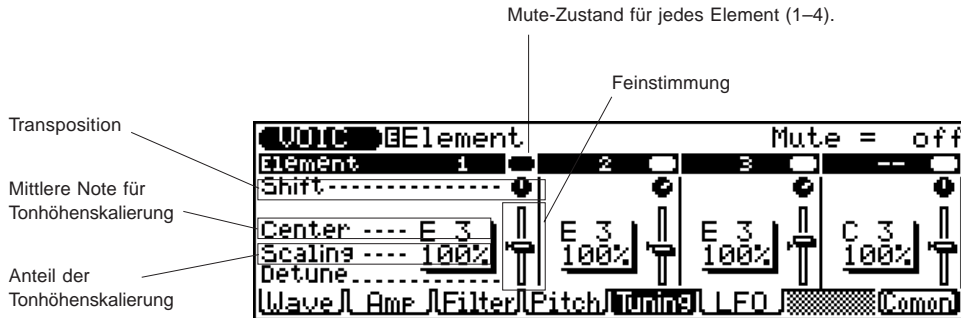 Mute-Zustand für jedes Element (1–4).
Feinstimmung
Transposition
Mittlere Note für
Tonhöhenskalierung
Anteil der
Tonhöhenskalierung
VOIC EElement Mute = off
Element 1 2 3 --
Shift---------------
Center ---- E 3 E 3 E 3 C 3
Scaling ---- 100% 100% 100% 100%
Detune
Wave Amp Filter Pitch Tuning LFO Comon